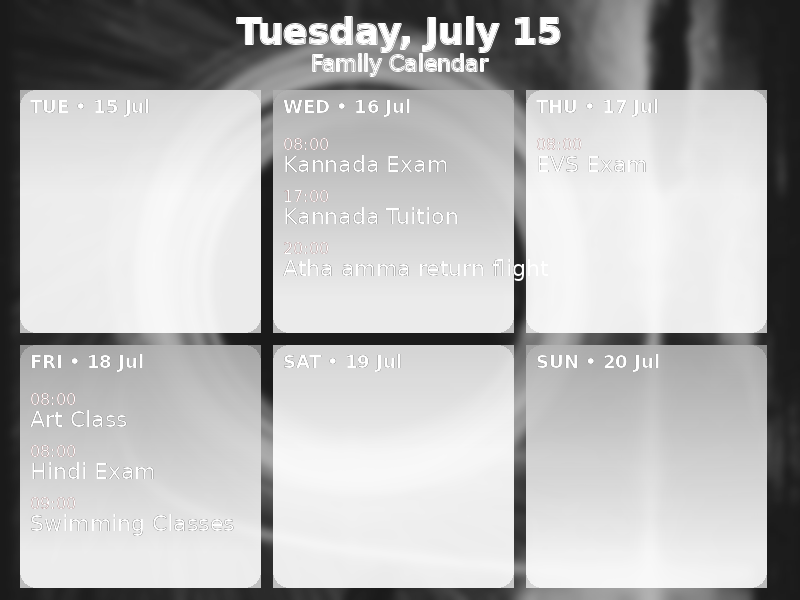 Tuesday, July 15
Family Calendar
TUE • 15 Jul
WED • 16 Jul
08:00
Kannada Exam
17:00
Kannada Tuition
20:00
Atha amma return flight
THU • 17 Jul
08:00
EVS Exam
FRI • 18 Jul
08:00
Art Class
08:00
Hindi Exam
09:00
Swimming Classes
SAT • 19 Jul
SUN • 20 Jul